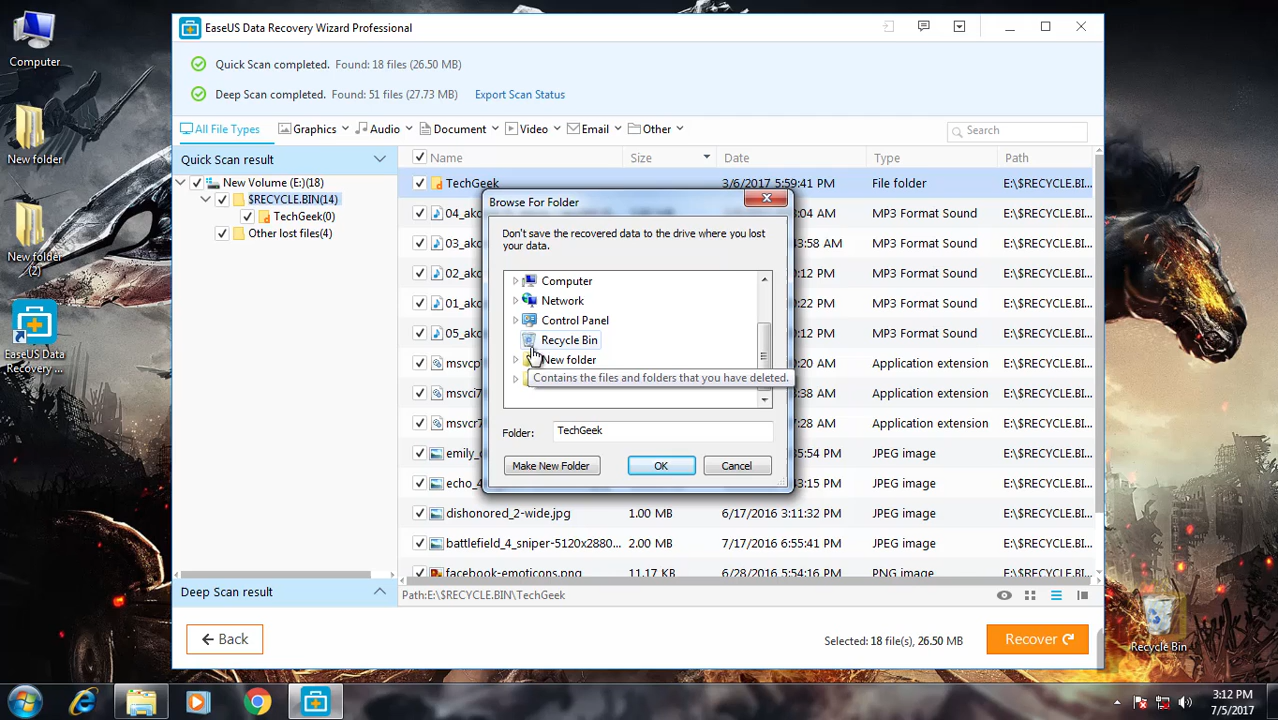 Computer
New folder
New folder
(2)
EaseUS Data
Recovery ...
EaseUS Data Recovery Wizard Professional
Quick Scan completed. Found: 18 files (26.50 MB)
Deep Scan completed. Found: 51 files (27.73 MB) Export Scan Status
All File Types Graphics Audio Document Video Email Other Search
Quick Scan result
New Volume (E:)(18)
$RECYCLE.BIN(14)
TechGeek(0)
Other lost files(4)
Deep Scan result
Name Size Date Type Path
TechGeek 3/6/2017 5:59:41 PM File folder E:\$RECYCLE.BI...
MP3 Format Sound E:\$RECYCLE.BI...
MP3 Format Sound E:\$RECYCLE.BI...
MP3 Format Sound E:\$RECYCLE.BI...
MP3 Format Sound E:\$RECYCLE.BI...
MP3 Format Sound E:\$RECYCLE.BI...
Application extension E:\$RECYCLE.BI...
Application extension E:\$RECYCLE.BI...
Application extension E:\$RECYCLE.BI...
JPEG image E:\$RECYCLE.BI...
JPEG image E:\$RECYCLE.BI...
dishonored_2-wide.jpg 1.00 MB 6/17/2016 3:11:32 PM JPEG image E:\$RECYCLE.BI...
battlefield_4_sniper-5120x2880... 2.00 MB 7/17/2016 6:55:41 PM JPEG image E:\$RECYCLE.BI...
facebook-emoticons.png 11.17 KB 6/28/2016 5:54:16 PM PNG image E:\$RECYCLE.BI...
Browse For Folder
Don't save the recovered data to the drive where you lost
your data.
Computer
Network
Control Panel
Recycle Bin
New folder
Contains the files and folders that you have deleted.
Folder: TechGeek
Make New Folder OK Cancel
Path:E:\$RECYCLE.BIN\TechGeek
Back
Selected: 18 file(s), 26.50 MB
Recover
Recycle Bin
3:12 PM
7/5/2017